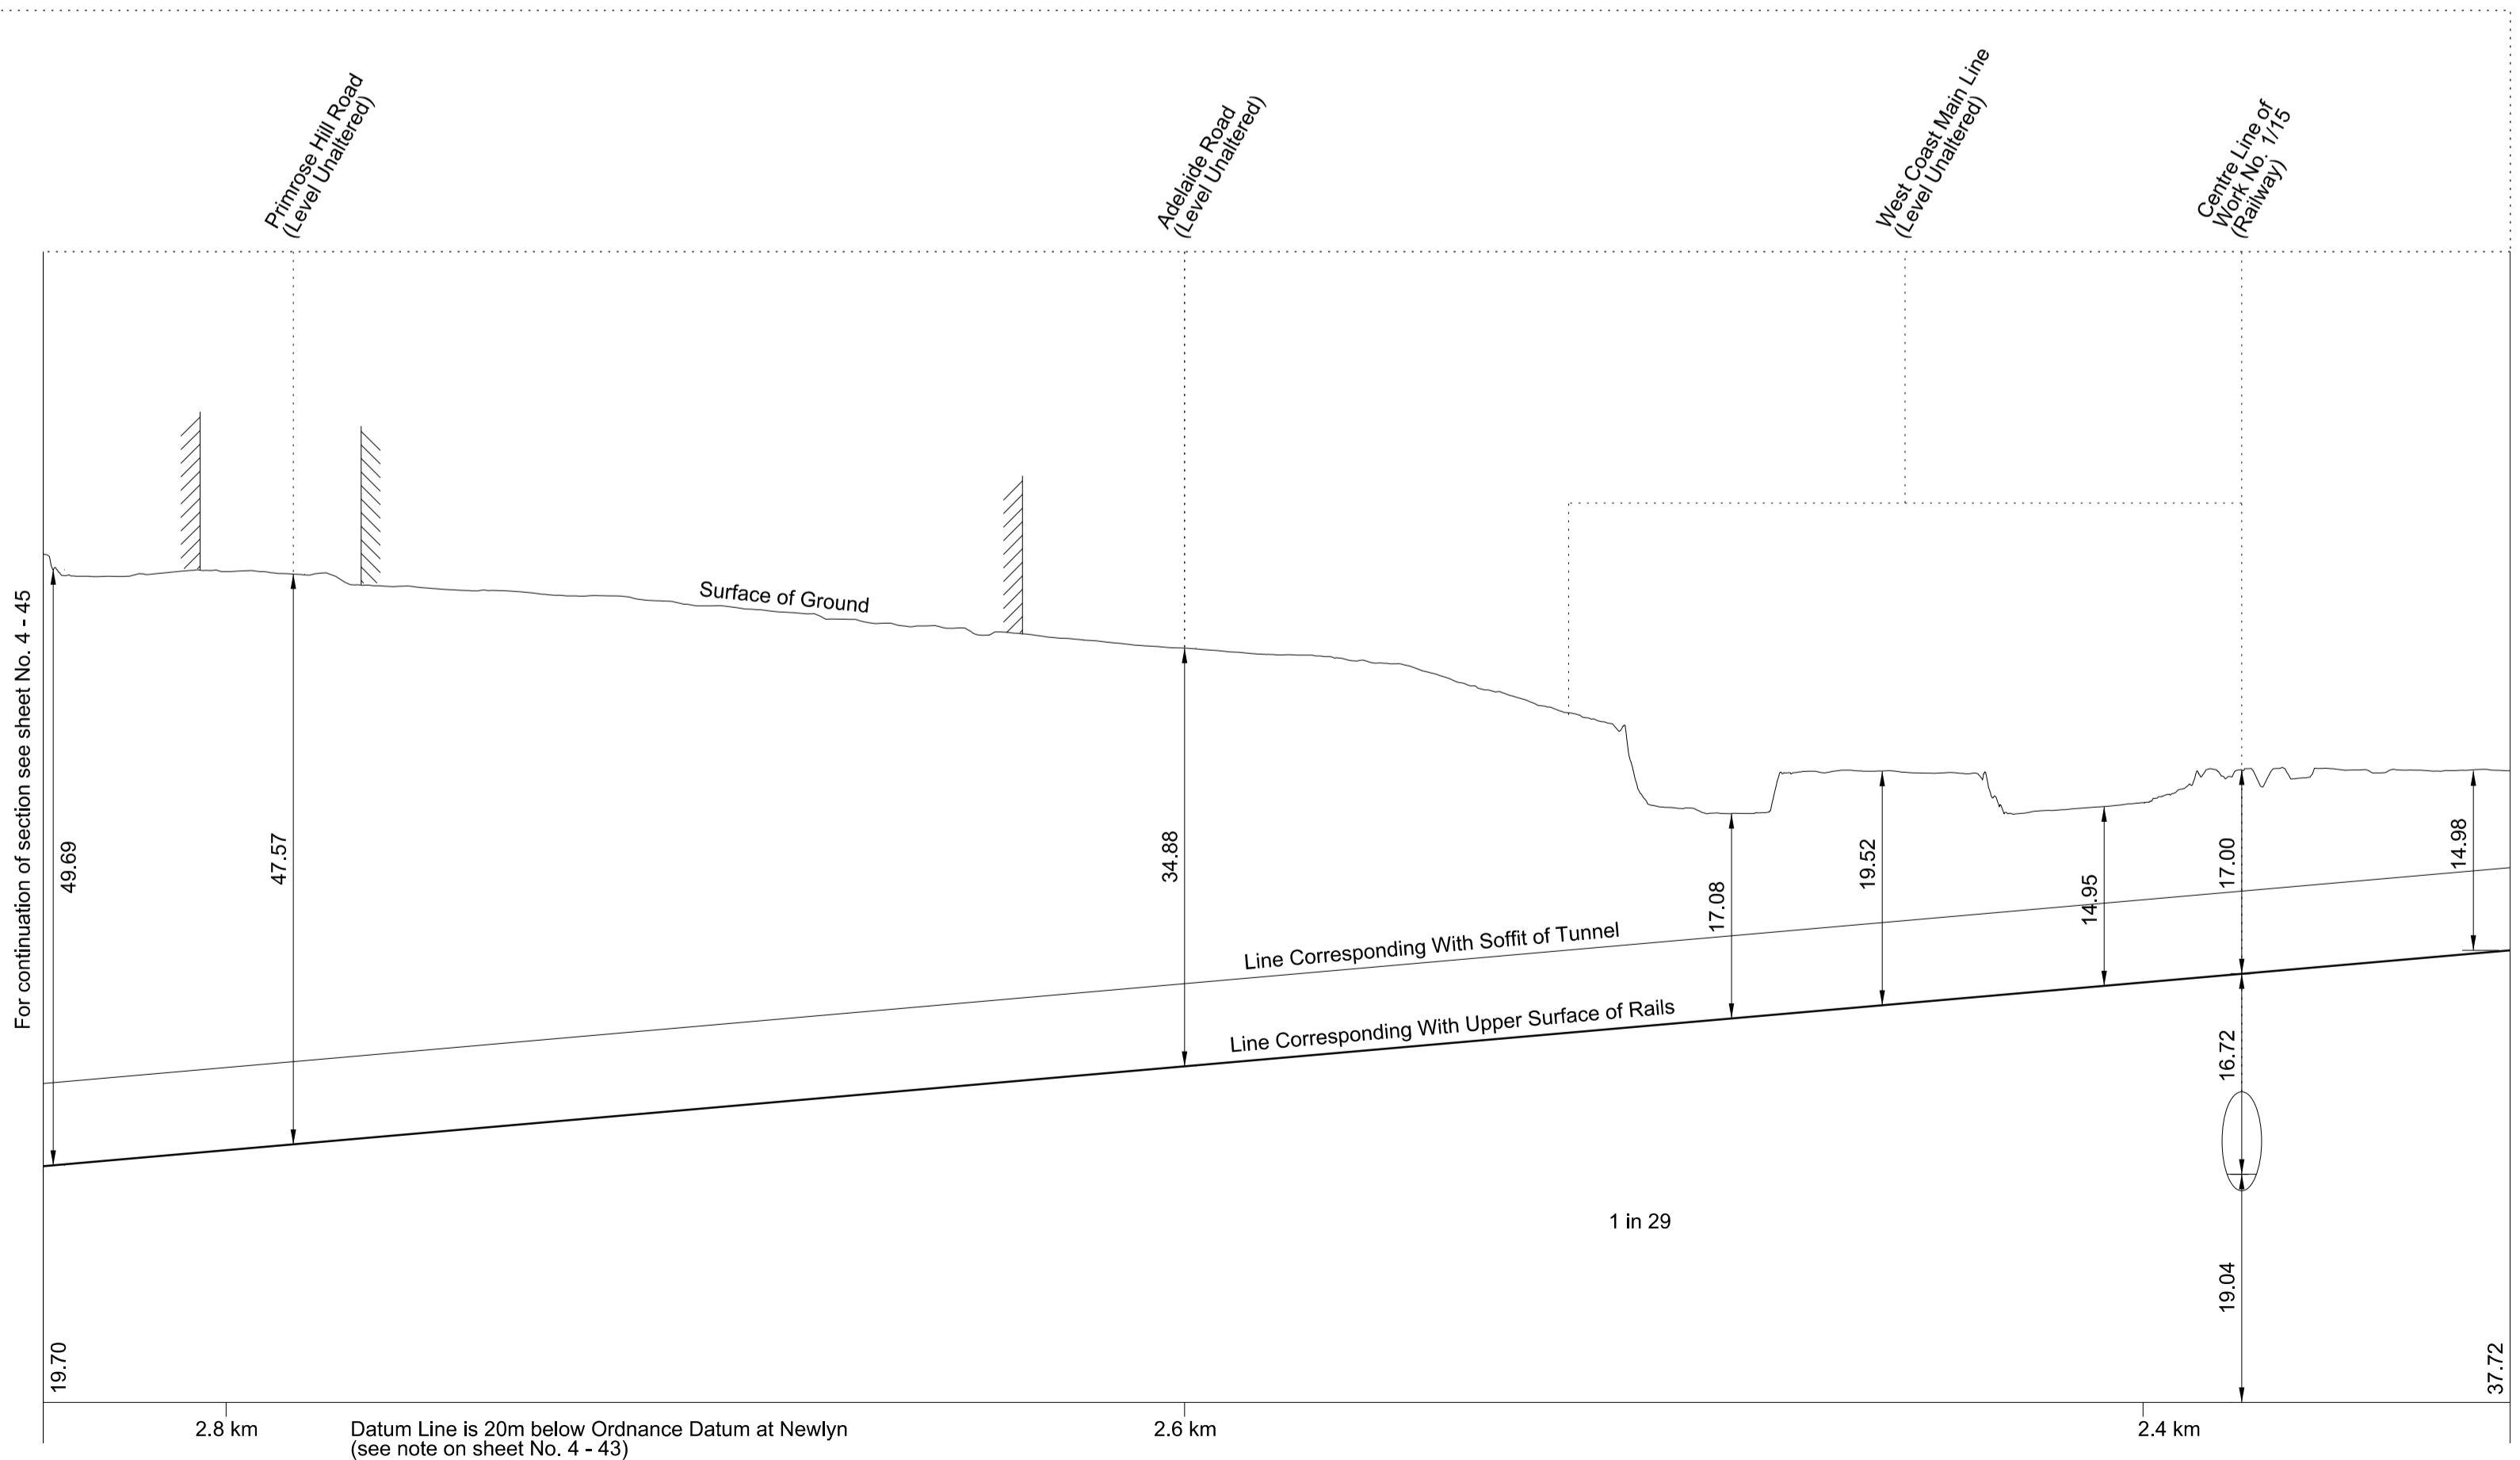 Primrose Hill Road
(Level Unaltered)
Adelaide Road
(Level Unaltered)
West Coast Main Line
(Level Unaltered)
Centre Line of
Work No. 1/15
(Railway)
For continuation of section see sheet No. 4 - 45
Surface of Ground
49.69
47.57
34.88
17.08
19.52
14.95
17.00
14.98
Line Corresponding With Soffit of Tunnel
Line Corresponding With Upper Surface of Rails
16.72
1 in 29
19.04
19.70
37.72
2.8 km
Datum Line is 20m below Ordnance Datum at Newlyn
(see note on sheet No. 4 - 43)
2.6 km
2.4 km